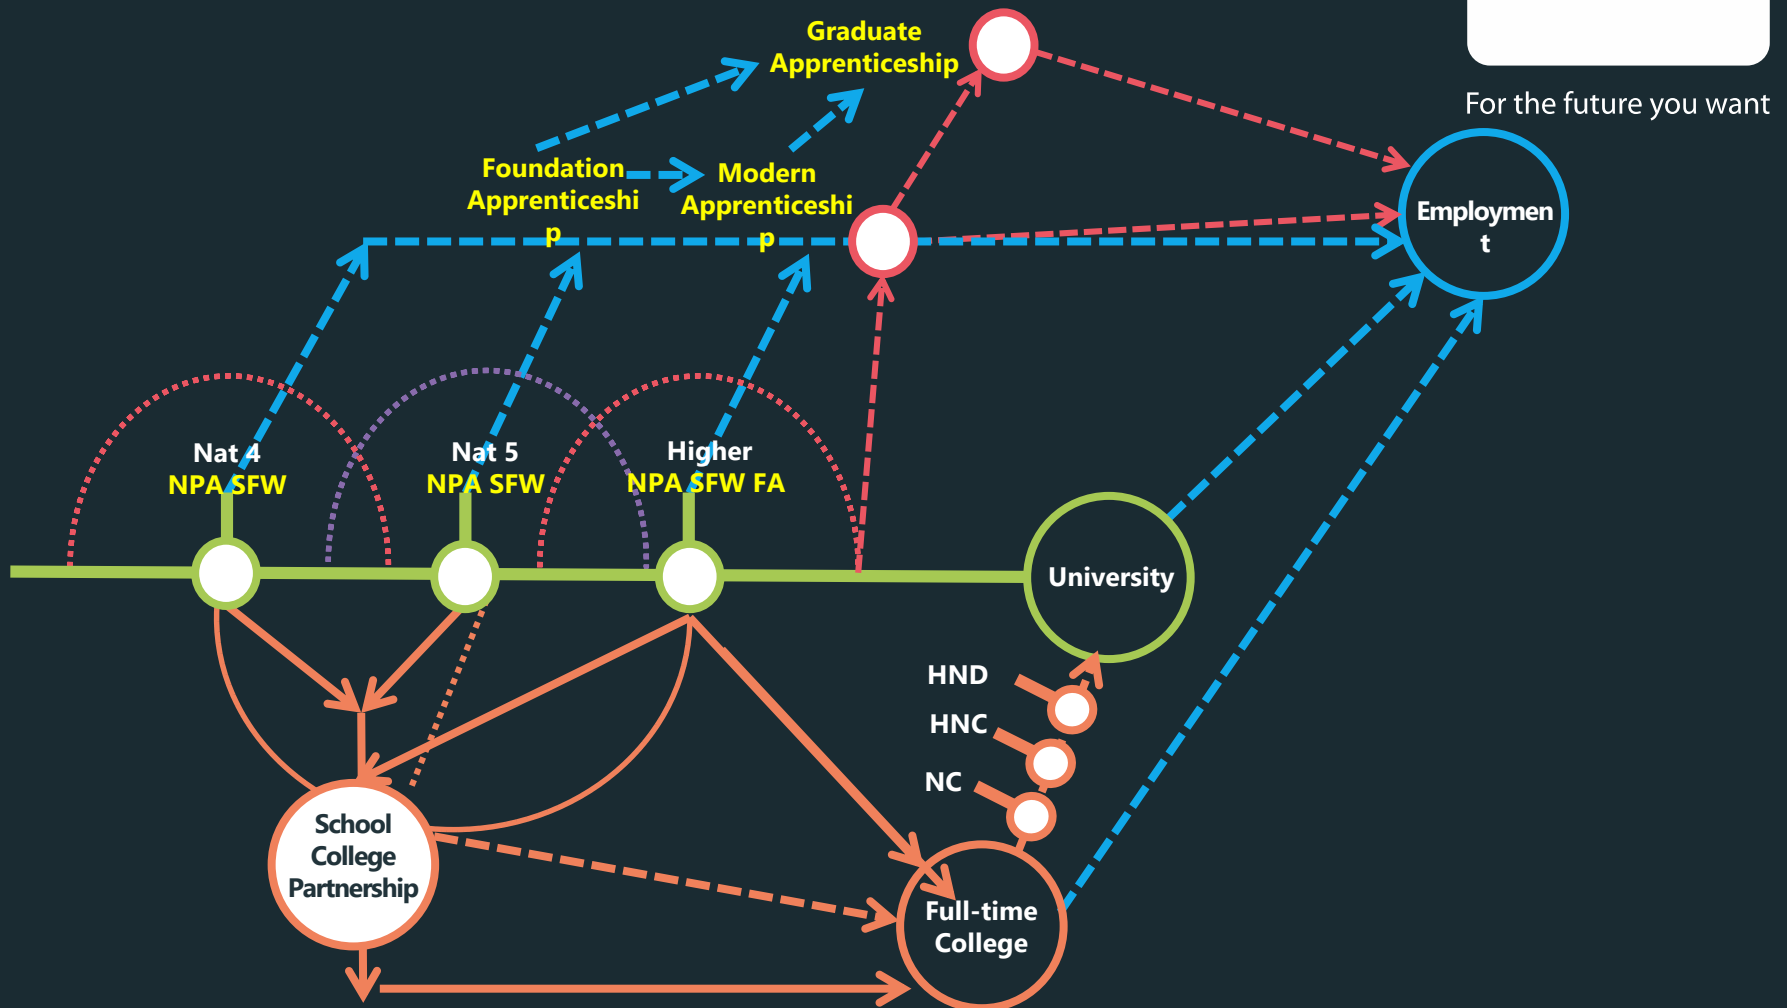 Graduate
Apprenticeship
For the future you want
Foundation
Apprenticeshi
p
Modern
Apprenticeshi
p
Employmen
t
Nat 4
NPA SFW
Nat 5
NPA SFW
Higher
NPA SFW FA
University
HND
HNC
NC
School
College
Partnership
Full-time
College